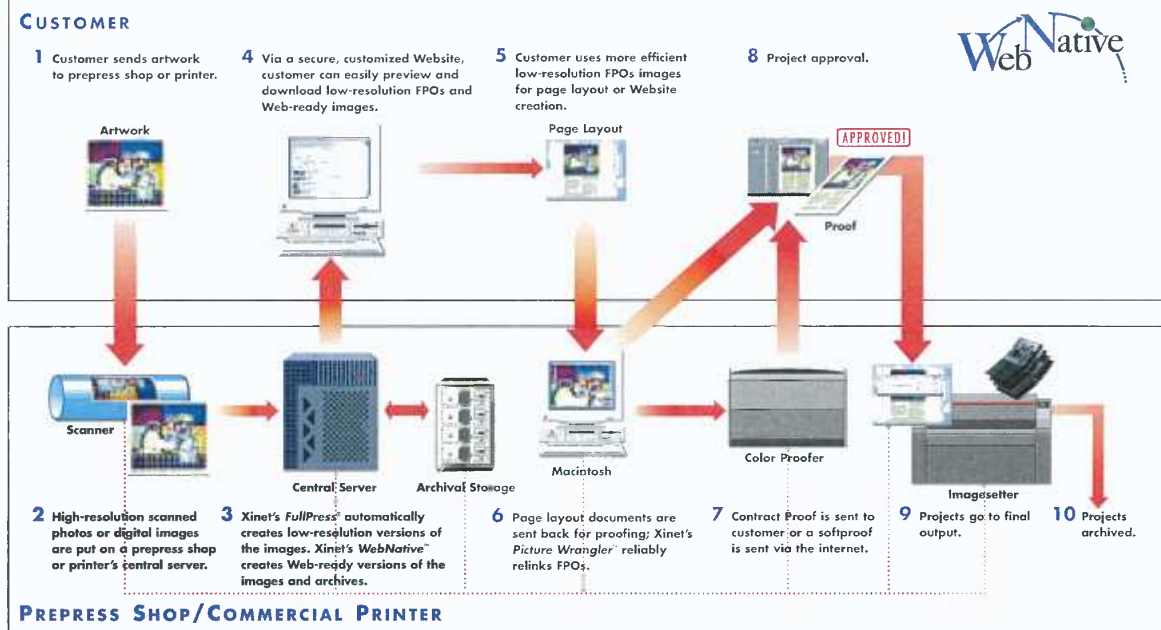 CUSTOMER
WebNative
1 Customer sends artwork
to prepress shop or printer.
4 Via a secure, customized Website,
customer can easily preview and
download low-resolution FPOs and
Web-ready images.
5 Customer uses more efficient
low-resolution FPOs images
for page layout or Website
creation.
8 Project approval.
Artwork
Page Layout
APPROVED!
Proof
Scanner
Central Server
Archival Storage
Macintosh
Color Proofer
Imagesetter
2 High-resolution scanned
photos or digital images
are put on a prepress shop
or printer's central server.
3 Xinet's FullPress® automatically
creates low-resolution versions of
the images. Xinet's WebNative™
creates Web-ready versions of the
images and archives.
6 Page layout documents are
sent back for proofing; Xinet's
Picture Wrangler™ reliably
relinks FPOs.
7 Contract Proof is sent to
customer or a softproof
is sent via the internet.
9 Projects go to final
output.
10 Projects
archived.
PREPRESS SHOP/COMMERCIAL PRINTER